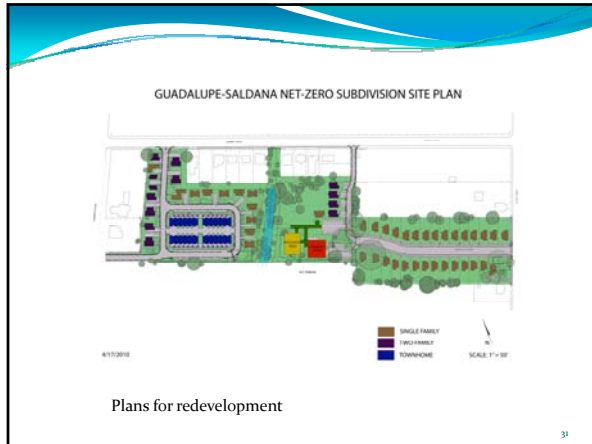 GUADALUPE-SALDANA NET-ZERO SUBDIVISION SITE PLAN
SINGLE FAMILY
TWO-FAMILY
TOWNHOME
N
4/17/2010
SCALE: 1" = 50'
Plans for redevelopment
31